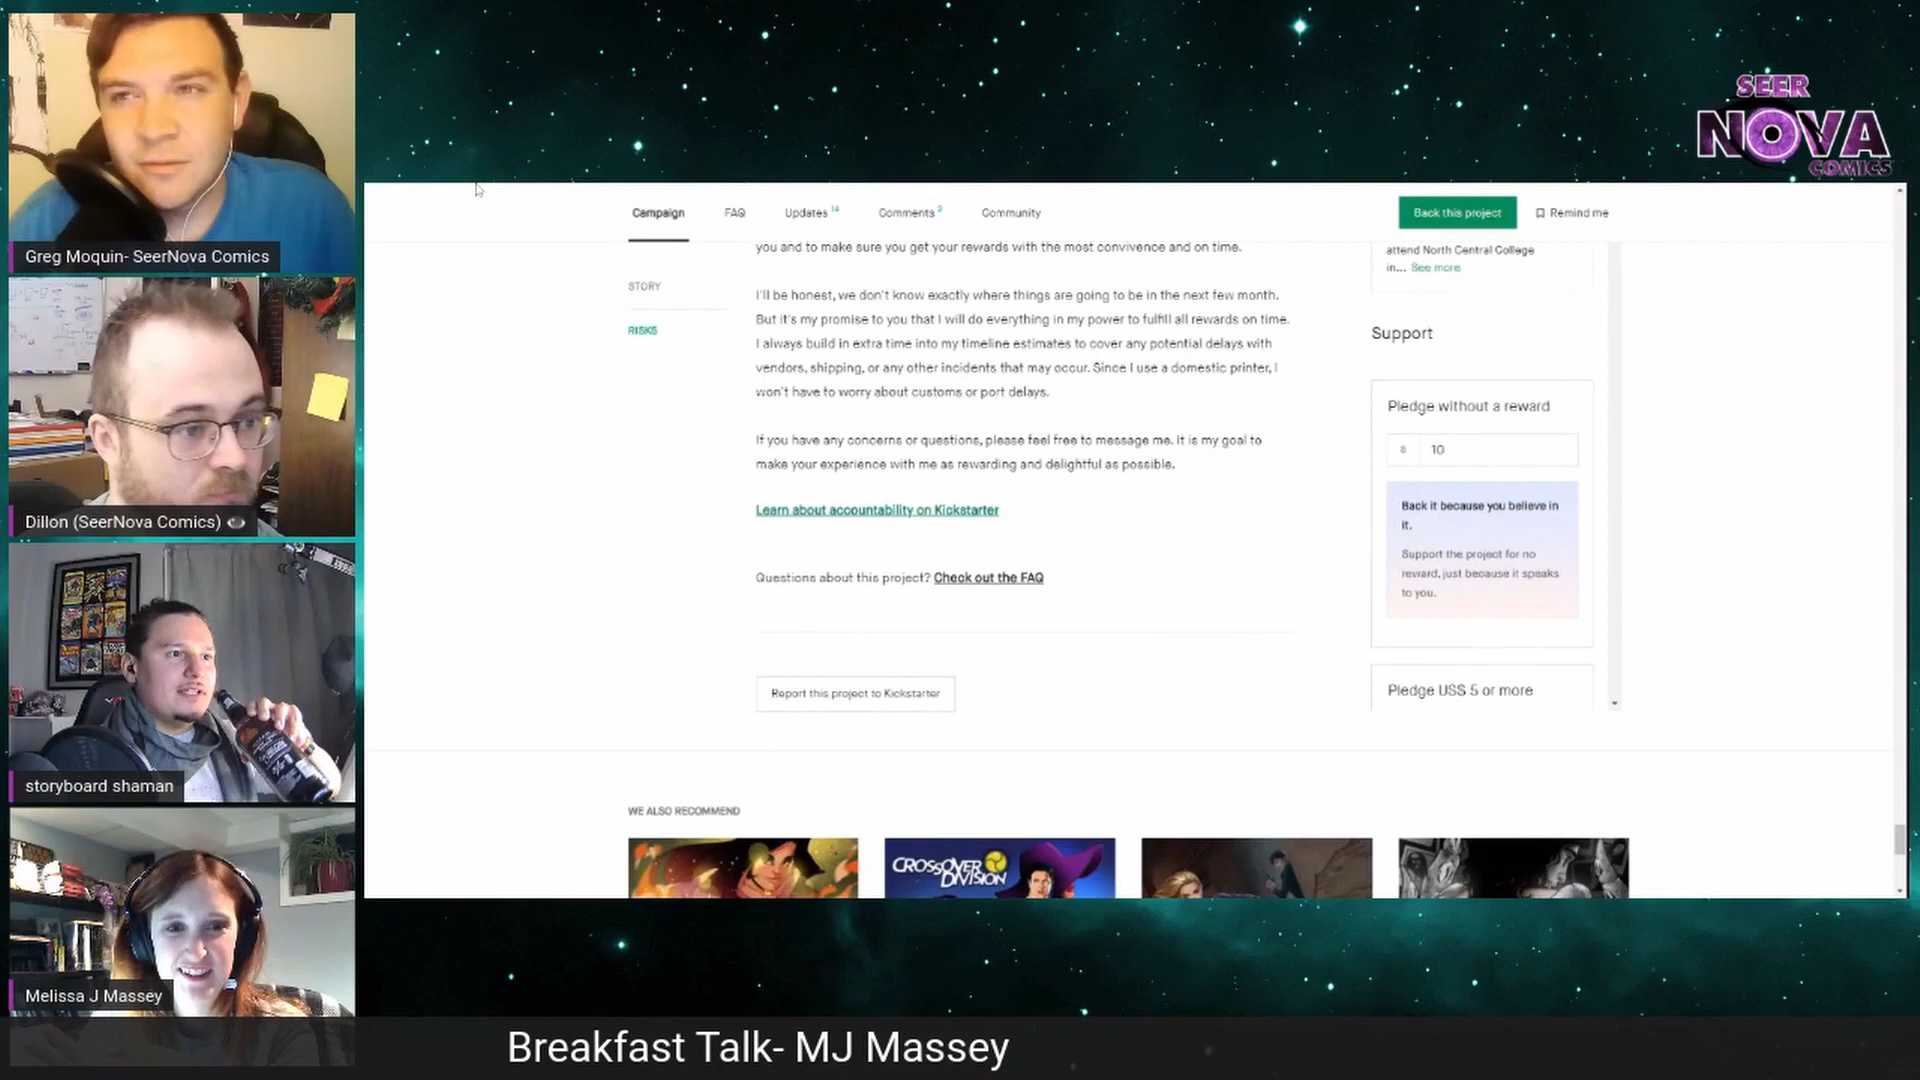 SEER
NOVA
COMICS
Greg Moquin- SeerNova Comics
Dillon (SeerNova Comics)
storyboard shaman
Melissa J Massey
Campaign
FAQ
Updates 14
Comments 2
Community
Back this project
Remind me
you and to make sure you get your rewards with the most convivence and on time.
STORY
RISKS
I'll be honest, we don't know exactly where things are going to be in the next few month.
But it's my promise to you that I will do everything in my power to fulfill all rewards on time.
I always build in extra time into my timeline estimates to cover any potential delays with
vendors, shipping, or any other incidents that may occur. Since I use a domestic printer, I
won't have to worry about customs or port delays.
If you have any concerns or questions, please feel free to message me. It is my goal to
make your experience with me as rewarding and delightful as possible.
Learn about accountability on Kickstarter
Questions about this project? Check out the FAQ
Report this project to Kickstarter
attend North Central College
in... See more
Support
Pledge without a reward
$ 10
Back it because you believe in
it.
Support the project for no
reward, just because it speaks
to you.
Pledge US$ 5 or more
WE ALSO RECOMMEND
CROSSOVER
DIVISION
Breakfast Talk- MJ Massey